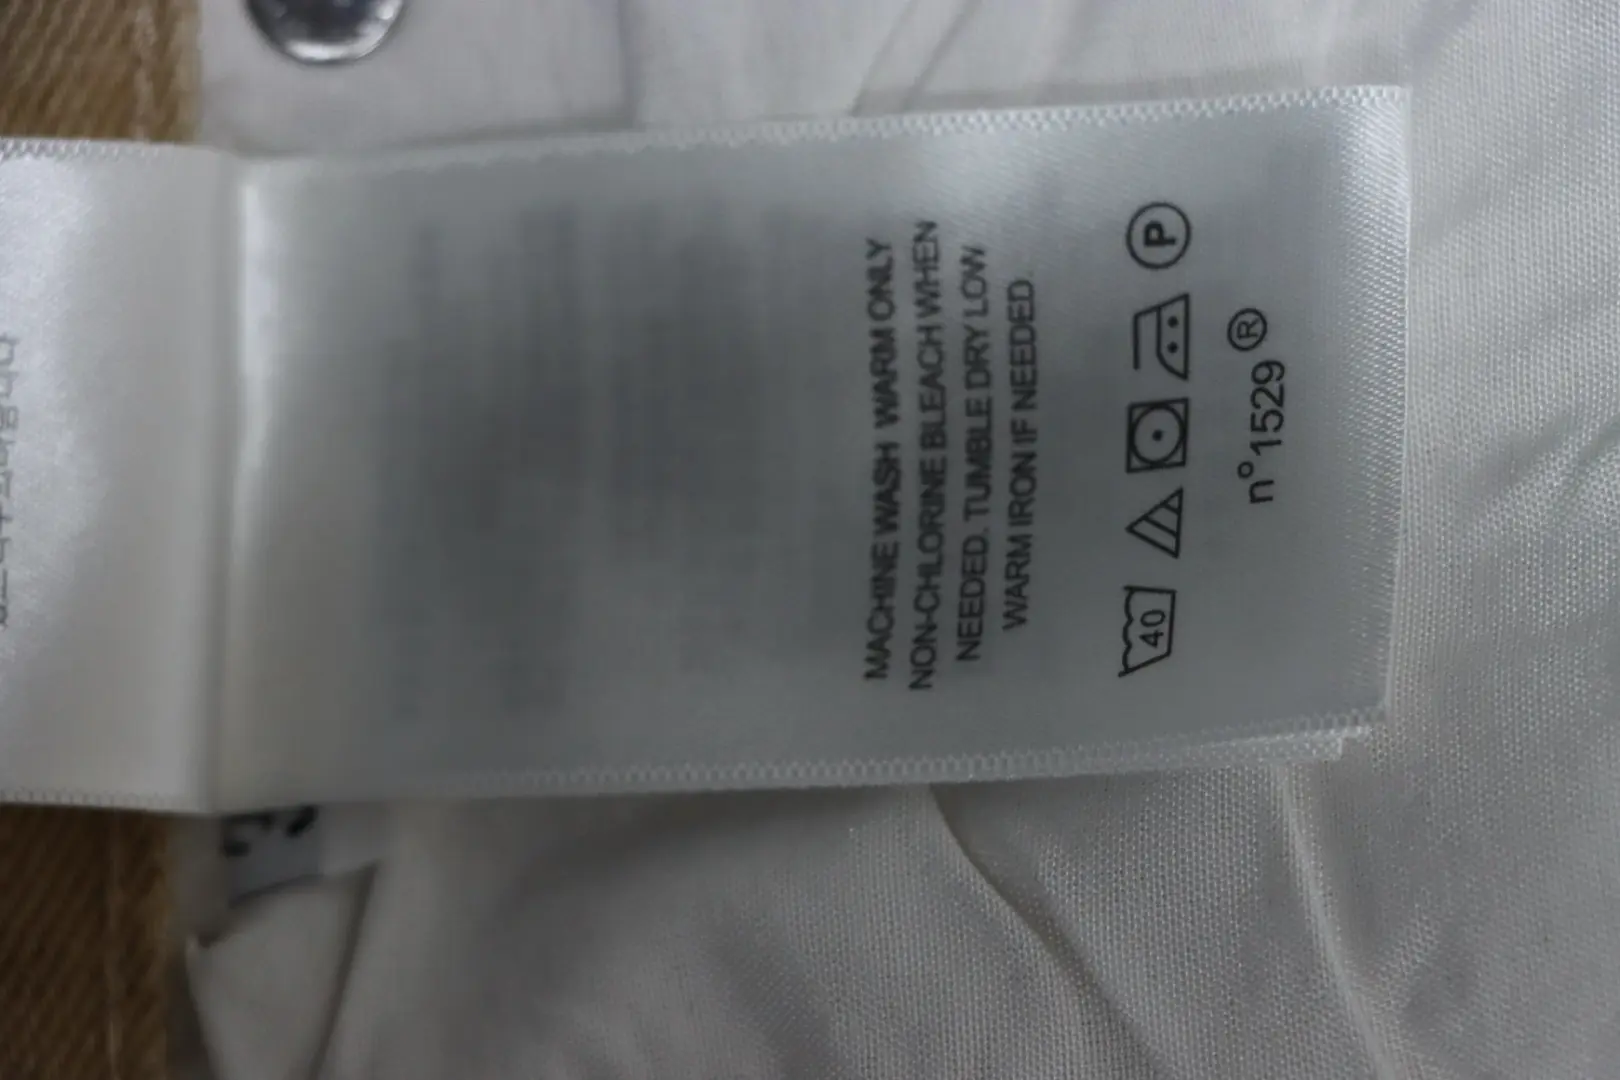 MACHINE WASH WARM ONLY
NON-CHLORINE BLEACH WHEN
NEEDED. TUMBLE DRY LOW
WARM IRON IF NEEDED.
40 P
n°1529 ®